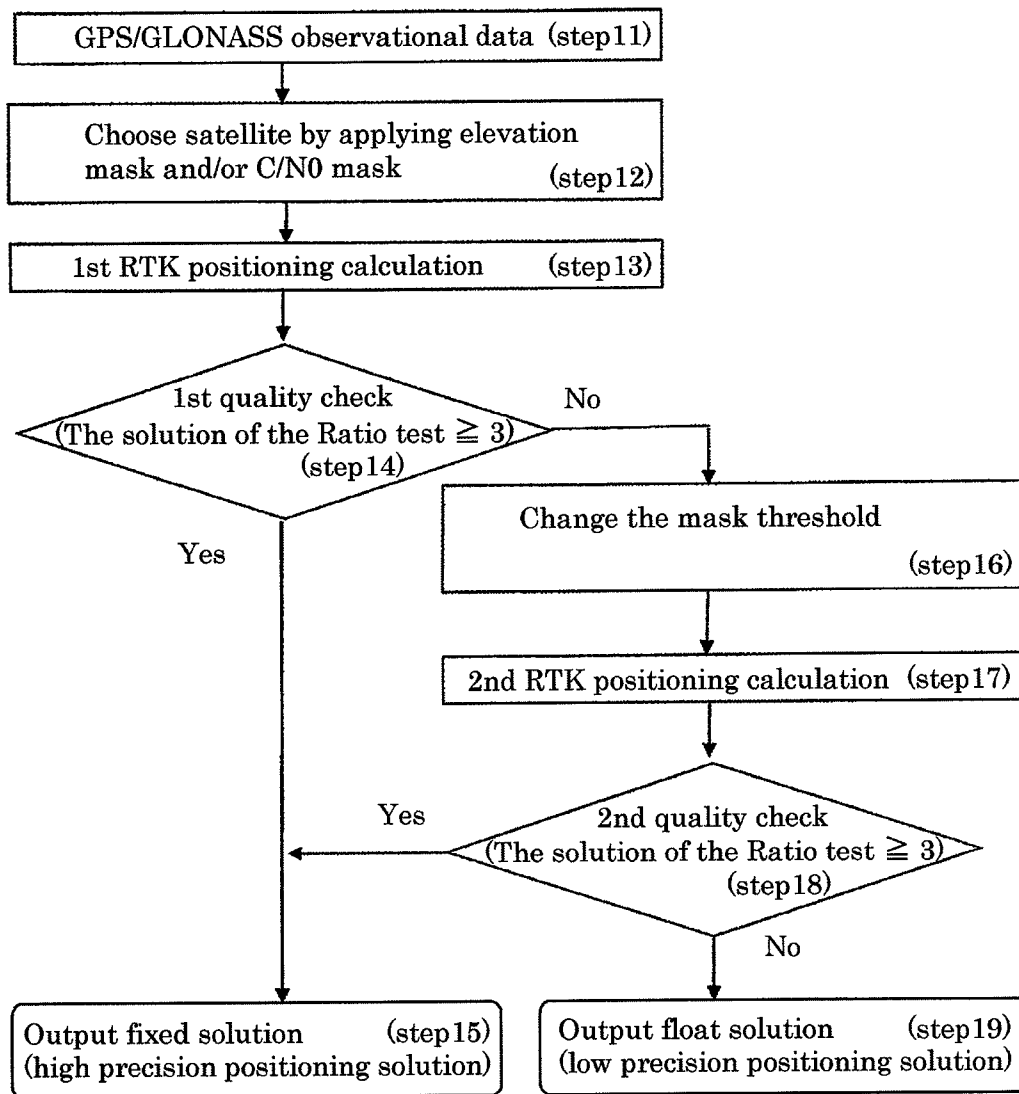 GPS/GLONASS observational data (step11)
Choose satellite by applying elevation
mask and/or C/N0 mask
(step12)
1st RTK positioning calculation (step13)
1st quality check
(The solution of the Ratio test ≧ 3)
(step14)
No
Yes
Change the mask threshold
(step16)
2nd RTK positioning calculation (step17)
Yes
2nd quality check
(The solution of the Ratio test ≧ 3)
(step18)
No
Output fixed solution (step15)
(high precision positioning solution)
Output float solution (step19)
(low precision positioning solution)